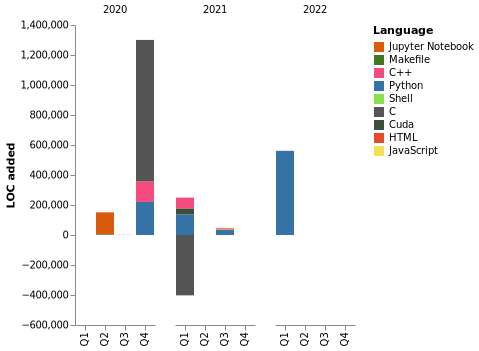 2020 2021 2022
Language
Jupyter Notebook
Makefile
C++
Python
Shell
C
Cuda
HTML
JavaScript
LOC added
1,400,000
1,200,000
1,000,000
800,000
600,000
400,000
200,000
0
−200,000
−400,000
−600,000
Q1 Q2 Q3 Q4 Q1 Q2 Q3 Q4 Q1 Q2 Q3 Q4